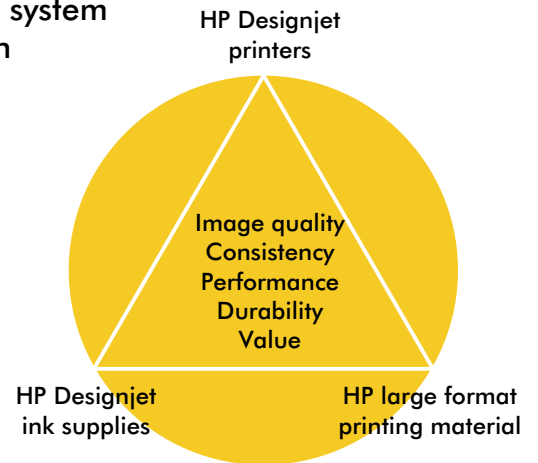 system
n
HP Designjet
printers
Image quality
Consistency
Performance
Durability
Value
HP Designjet
ink supplies
HP large format
printing material